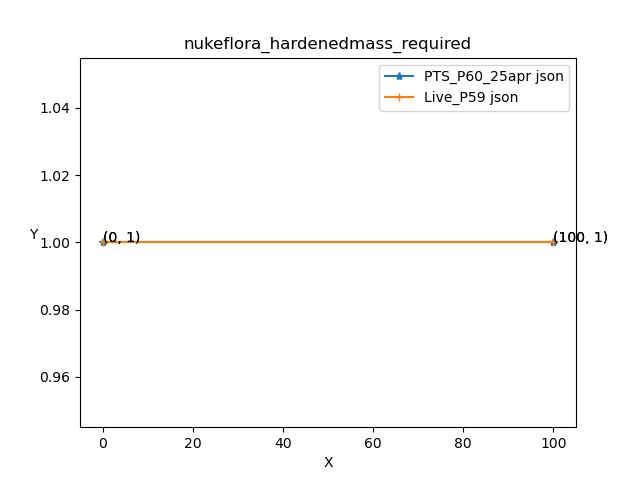 nukeflora_hardenedmass_required
PTS_P60_25apr json
Live_P59 json
1.04
1.02
Y
1.00
(0, 1)
(100, 1)
0.98
0.96
0
20
40
60
80
100
X